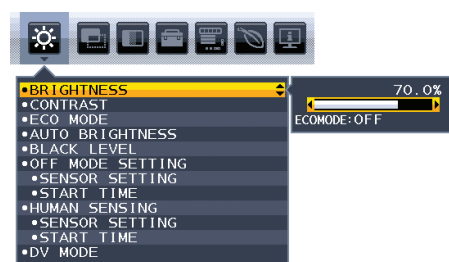 •BRIGHTNESS
70.0%
•CONTRAST
•ECO MODE
ECOMODE:OFF
•AUTO BRIGHTNESS
•BLACK LEVEL
•OFF MODE SETTING
•SENSOR SETTING
•START TIME
•HUMAN SENSING
•SENSOR SETTING
•START TIME
•DV MODE